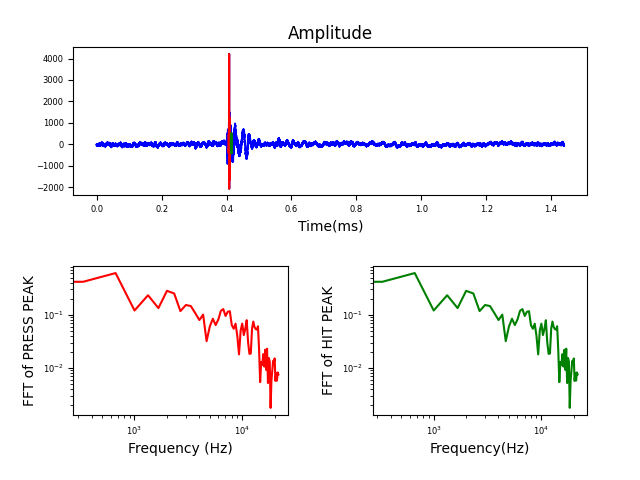 Amplitude
4000
3000
2000
1000
0
−1000
−2000
0.0 0.2 0.4 0.6 0.8 1.0 1.2 1.4
Time(ms)
FFT of PRESS PEAK
10⁻¹
10⁻²
10³ 10⁴
Frequency (Hz)
FFT of HIT PEAK
10⁻¹
10⁻²
10³ 10⁴
Frequency(Hz)